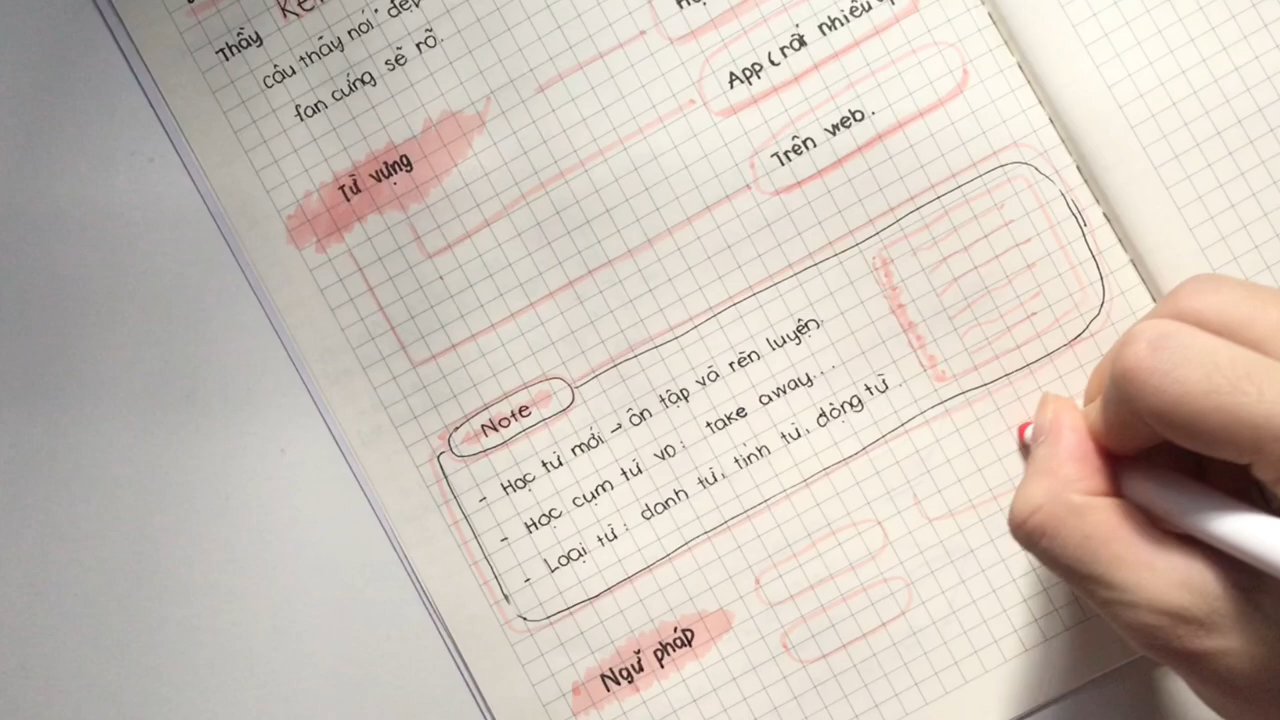 Thầy
câu thầy nói "đẹp
fan cứng sẽ rõ.
Từ vựng
App (rất nhiều
Trên web.
Note
- Học từ mới → ôn tập và rèn luyện.
- Học cụm từ VD: take away...
- Loại từ: danh từ, tính từ, động từ.
Ngữ pháp